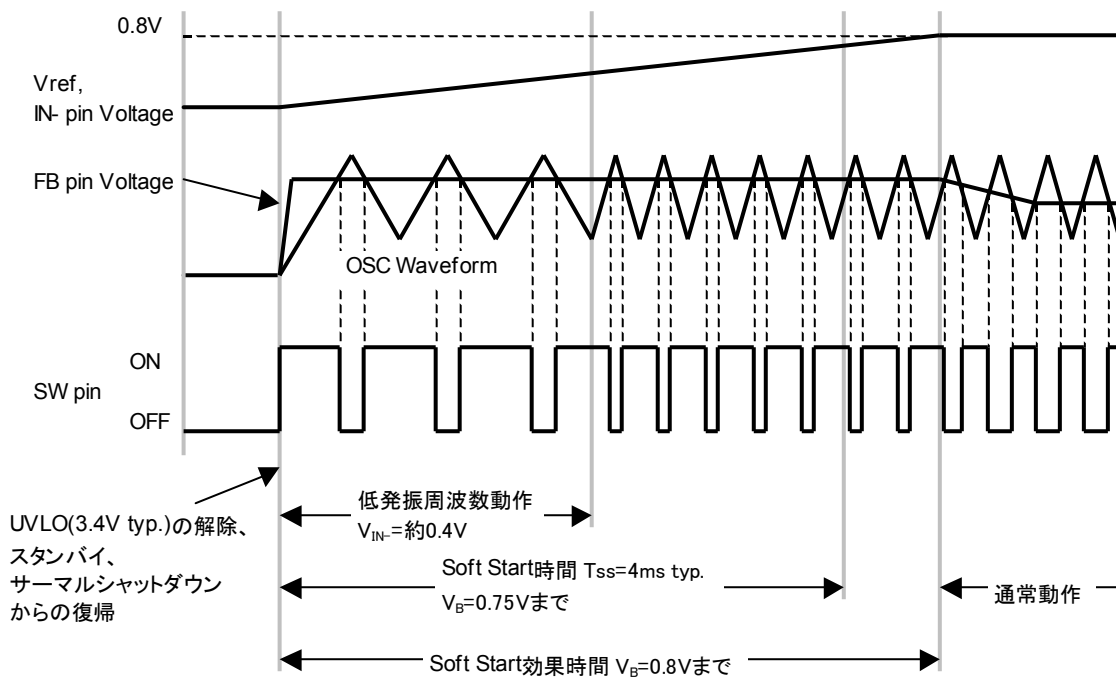 0.8V
Vref,
IN- pin Voltage
FB pin Voltage
OSC Waveform
ON
SW pin
OFF
UVLO(3.4V typ.)の解除、
スタンバイ、
サーマルシャットダウン
からの復帰
低発振周波数動作
VIN-=約0.4V
Soft Start時間 Tss=4ms typ.
VB=0.75Vまで
通常動作
Soft Start効果時間 VB=0.8Vまで